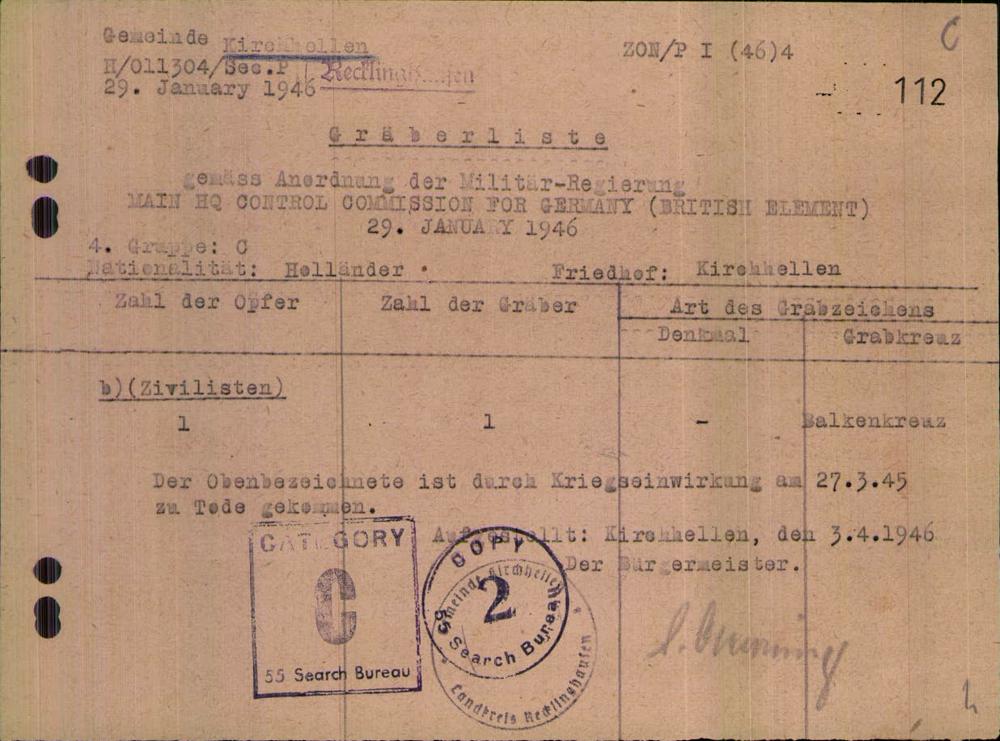 Gemeinde Kirchhellen
ZON/P I (46)4
C
H/011304/Sec.P
Recklinghausen
29. January 1946
112
Gräberliste
gemäss Anordnung der Militär-Regierung
MAIN HQ CONTROL COMMISSION FOR GERMANY (BRITISH ELEMENT)
29. JANUARY 1946
4. Gruppe: C
Nationalität: Holländer. Friedhof: Kirchhellen
Zahl der Opfer Zahl der Gräber Art des Grabzeichens
Denkmal Grabkreuz
b)(Zivilisten)
1 1 - Balkenkreuz
Der Obenbezeichnete ist durch Kriegseinwirkung am 27.3.45
zu Tode gekommen.
Aufgestellt: Kirchhellen, den 3.4.1946
Der Bürgermeister.
CATEGORY
C
55 Search Bureau
COPY
2
55 Search Bureau
Gemeinde Kirchhellen
Landkreis Recklinghausen